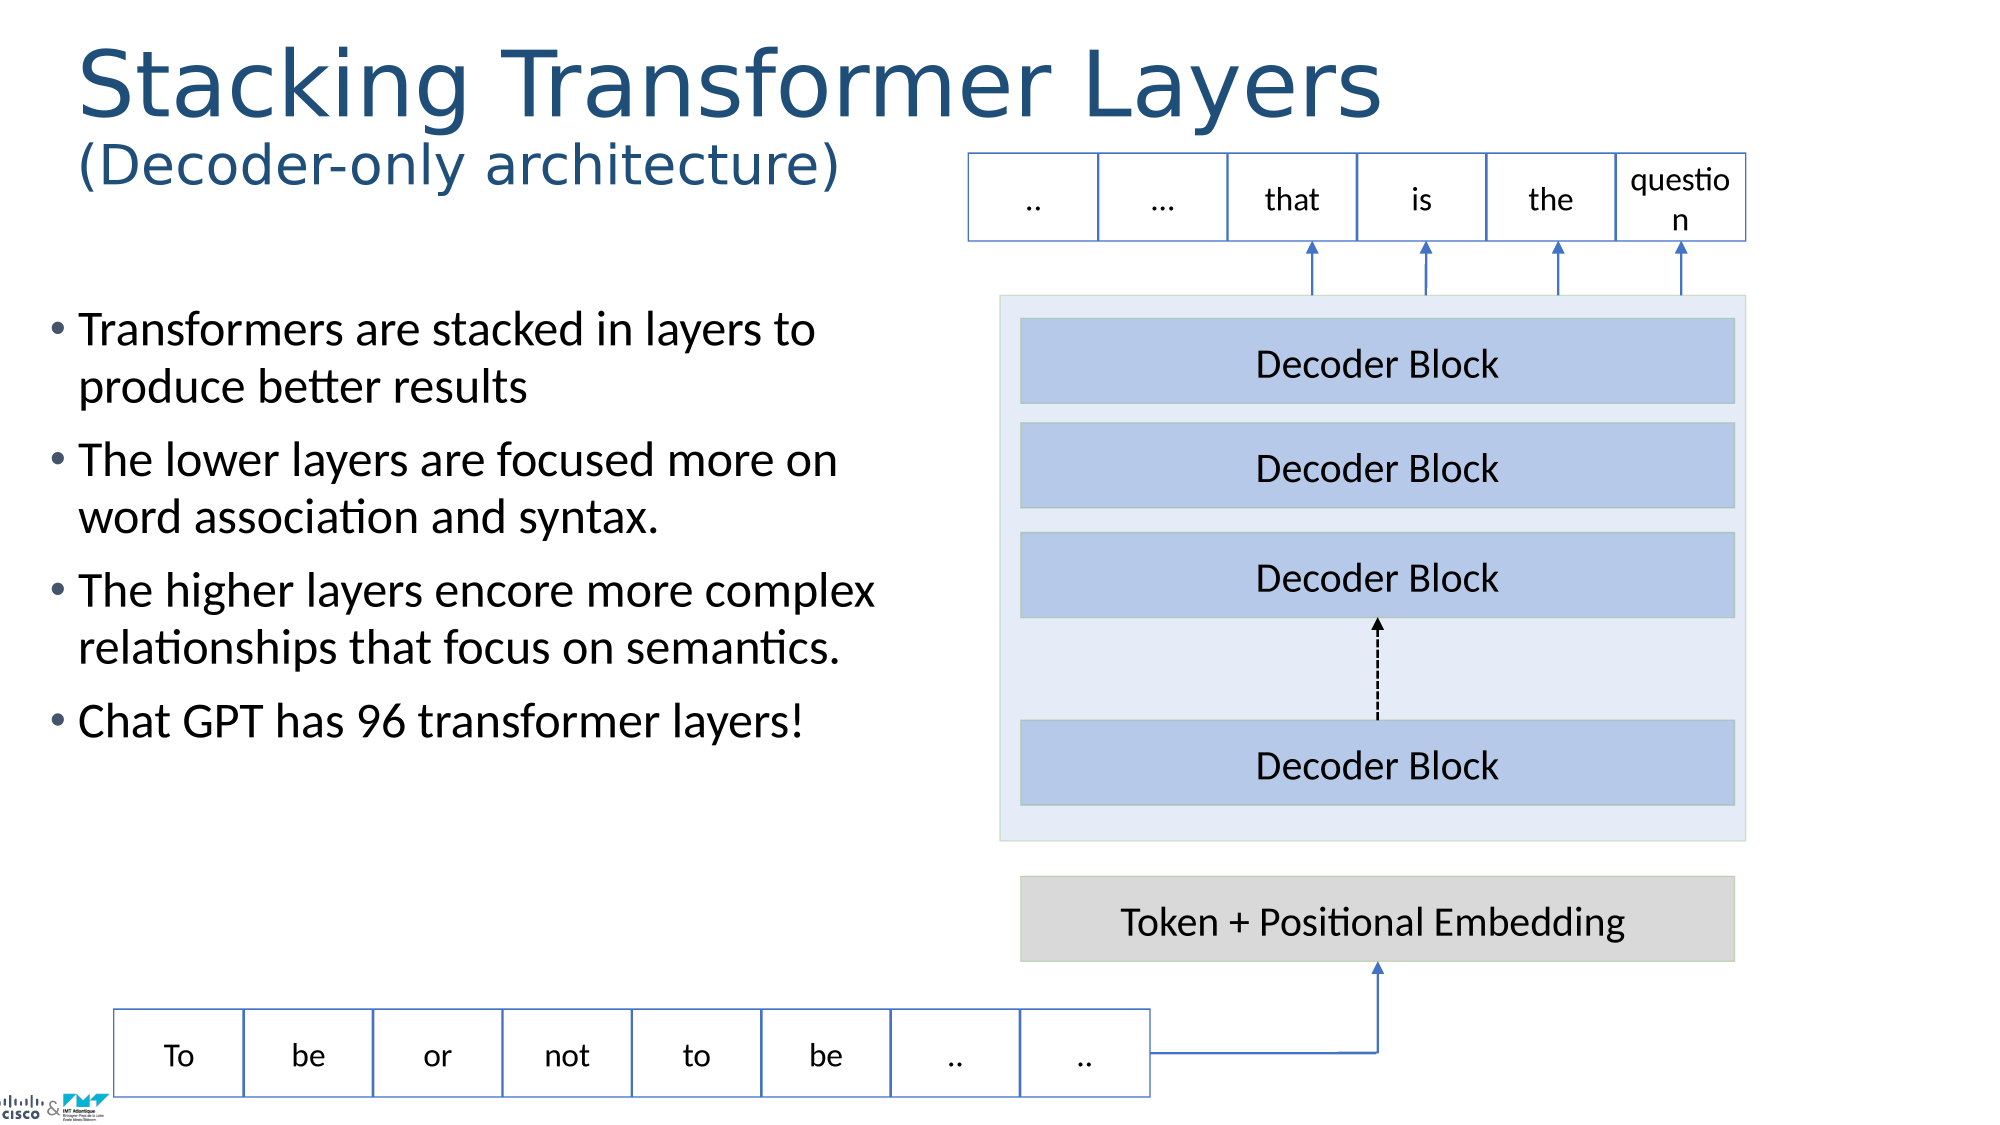 Stacking Transformer Layers
(Decoder-only architecture)
.. ... that is the questio
n
• Transformers are stacked in layers to
produce better results
• The lower layers are focused more on
word association and syntax.
• The higher layers encore more complex
relationships that focus on semantics.
• Chat GPT has 96 transformer layers!
Decoder Block
Decoder Block
Decoder Block
Decoder Block
Token + Positional Embedding
To be or not to be .. ..
CISCO & IMT Atlantique